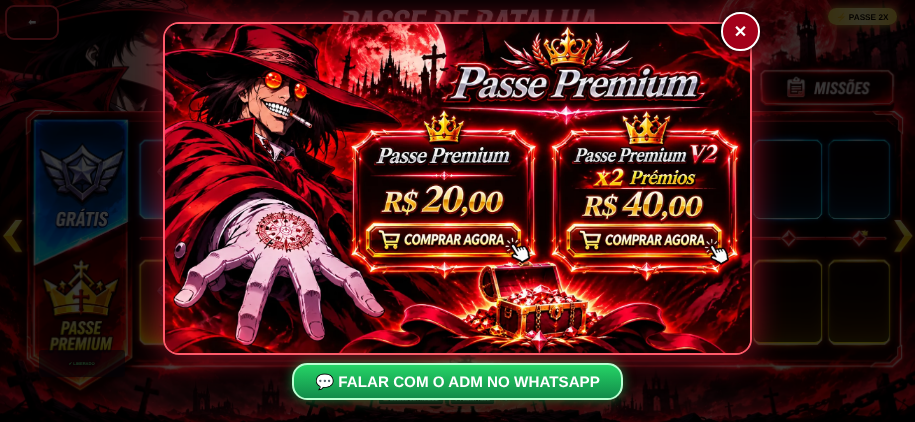 PASSE DE BATALHA
PASSE 2X
Passe Premium
MISSÕES
Passe Premium
R$ 20,00
COMPRAR AGORA
Passe Premium V2
x2 Prémios
R$ 40,00
COMPRAR AGORA
GRÁTIS
PASSE
PREMIUM
💬 FALAR COM O ADM NO WHATSAPP